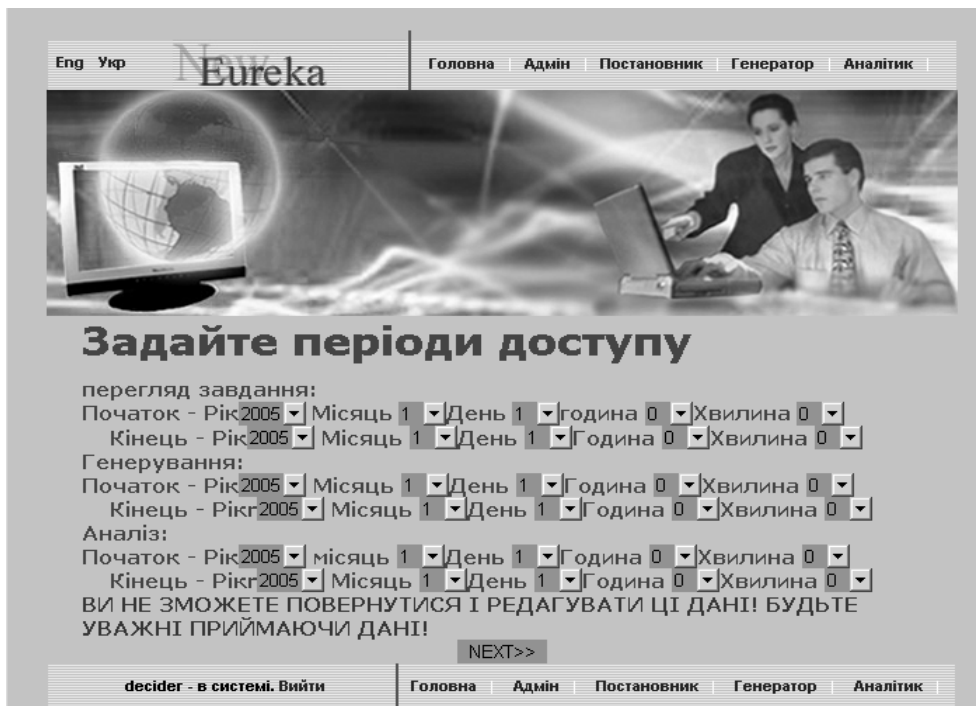 Eng Укр New Eureka Головна Адмін Постановник Генератор Аналітик
Задайте періоди доступу
перегляд завдання:
Початок - Рік 2005 Місяць 1 День 1 година 0 Хвилина 0
Кінець - Рік 2005 Місяць 1 День 1 Година 0 Хвилина 0
Генерування:
Початок - Рік 2005 Місяць 1 День 1 Година 0 Хвилина 0
Кінець - Рікг 2005 Місяць 1 День 1 Година 0 Хвилина 0
Аналіз:
Початок - Рік 2005 місяць 1 День 1 Година 0 Хвилина 0
Кінець - Рікг 2005 Місяць 1 День 1 Година 0 Хвилина 0
ВИ НЕ ЗМОЖЕТЕ ПОВЕРНУТИСЯ І РЕДАГУВАТИ ЦІ ДАНІ! БУДЬТЕ
УВАЖНІ ПРИЙМАЮЧИ ДАНІ!
NEXT>>
decider - в системі. Вийти Головна Адмін Постановник Генератор Аналітик